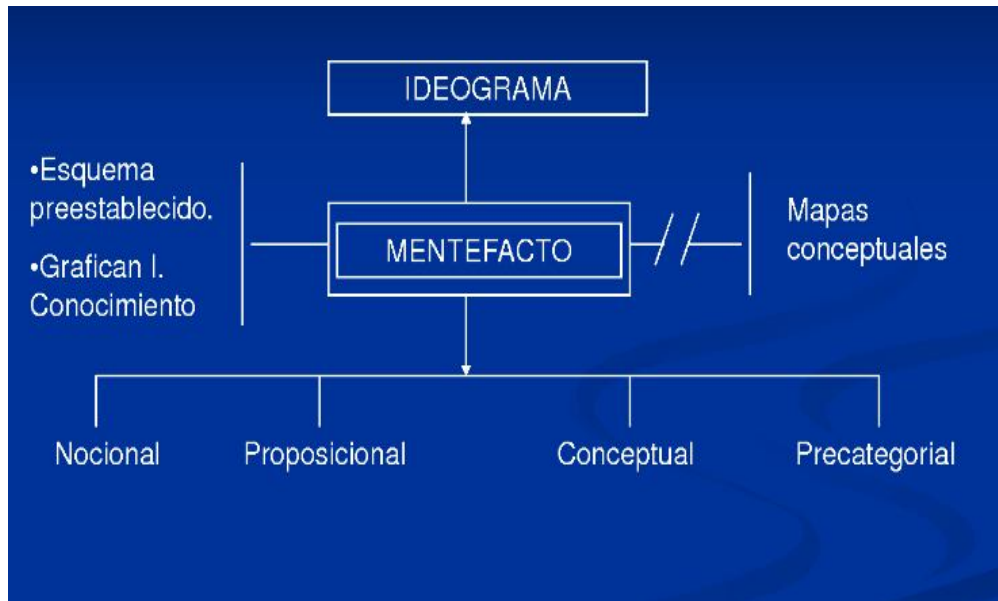 IDEOGRAMA
•Esquema
preestablecido.
•Grafican I.
Conocimiento
MENTEFACTO
Mapas
conceptuales
Nocional
Proposicional
Conceptual
Precategorial